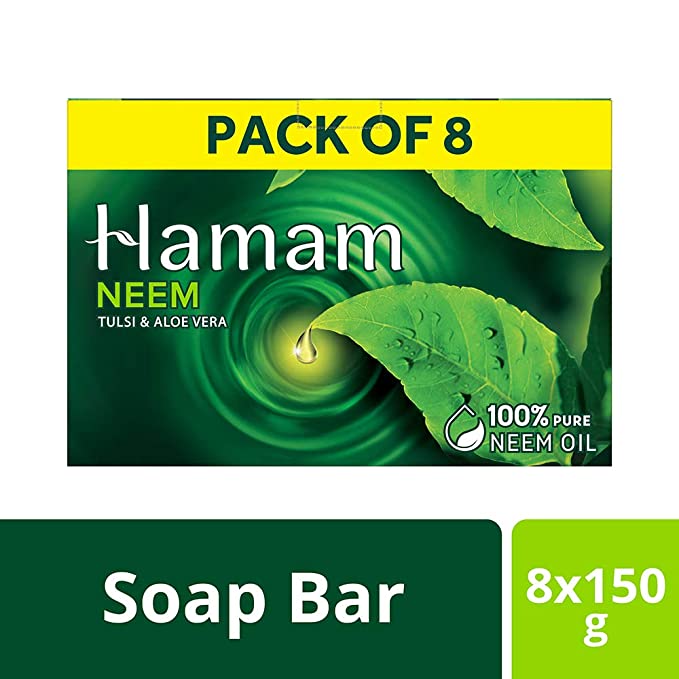 PACK OF 8
Hamam
NEEM
TULSI & ALOE VERA
100% PURE
NEEM OIL
Soap Bar
8x150
g